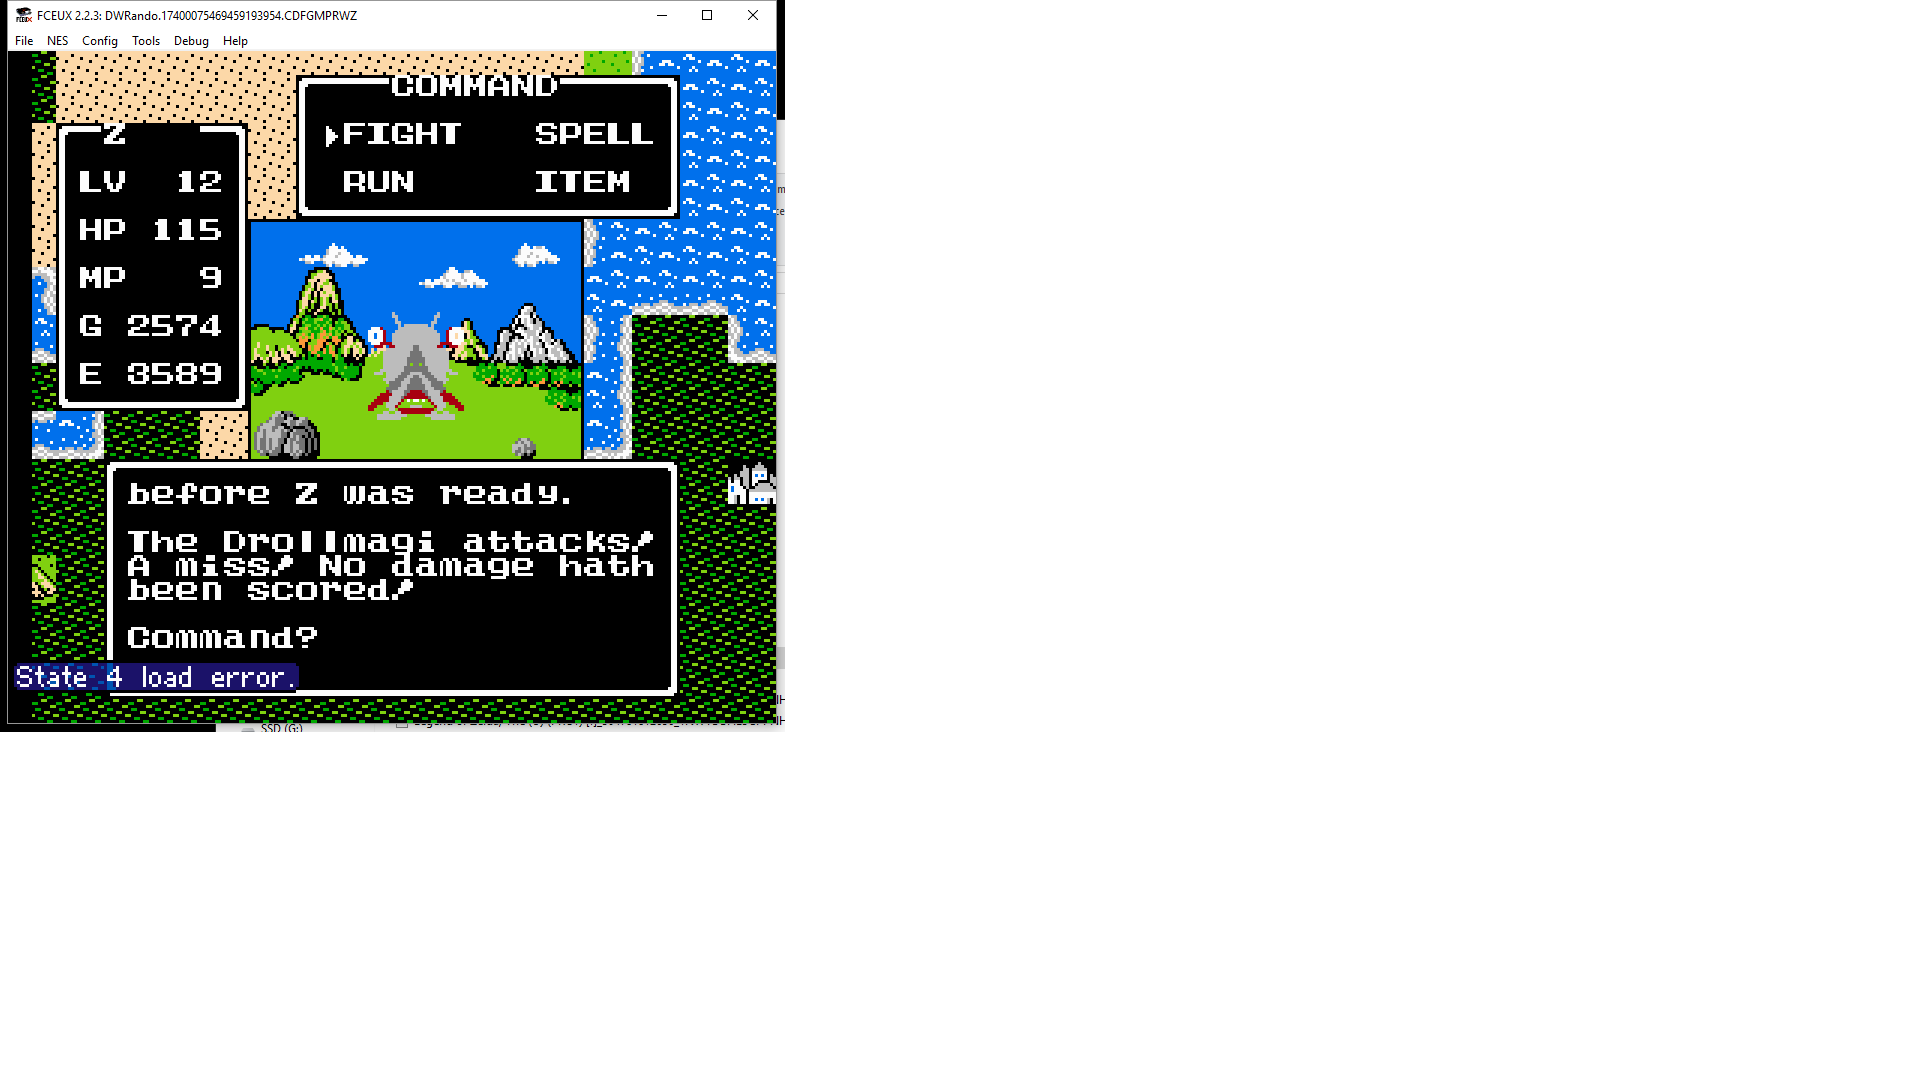 FCEUX 2.2.3: DWRando.17400075469459193954.CDFGMPRWZ
File NES Config Tools Debug Help
COMMAND
FIGHT SPELL
RUN ITEM
Z
LV 12
HP 115
MP 9
G 2574
E 3589
before Z was ready.
The Drollmagi attacks!
A miss! No damage hath
been scored!
Command?
State 4 load error.
SSD (G:)